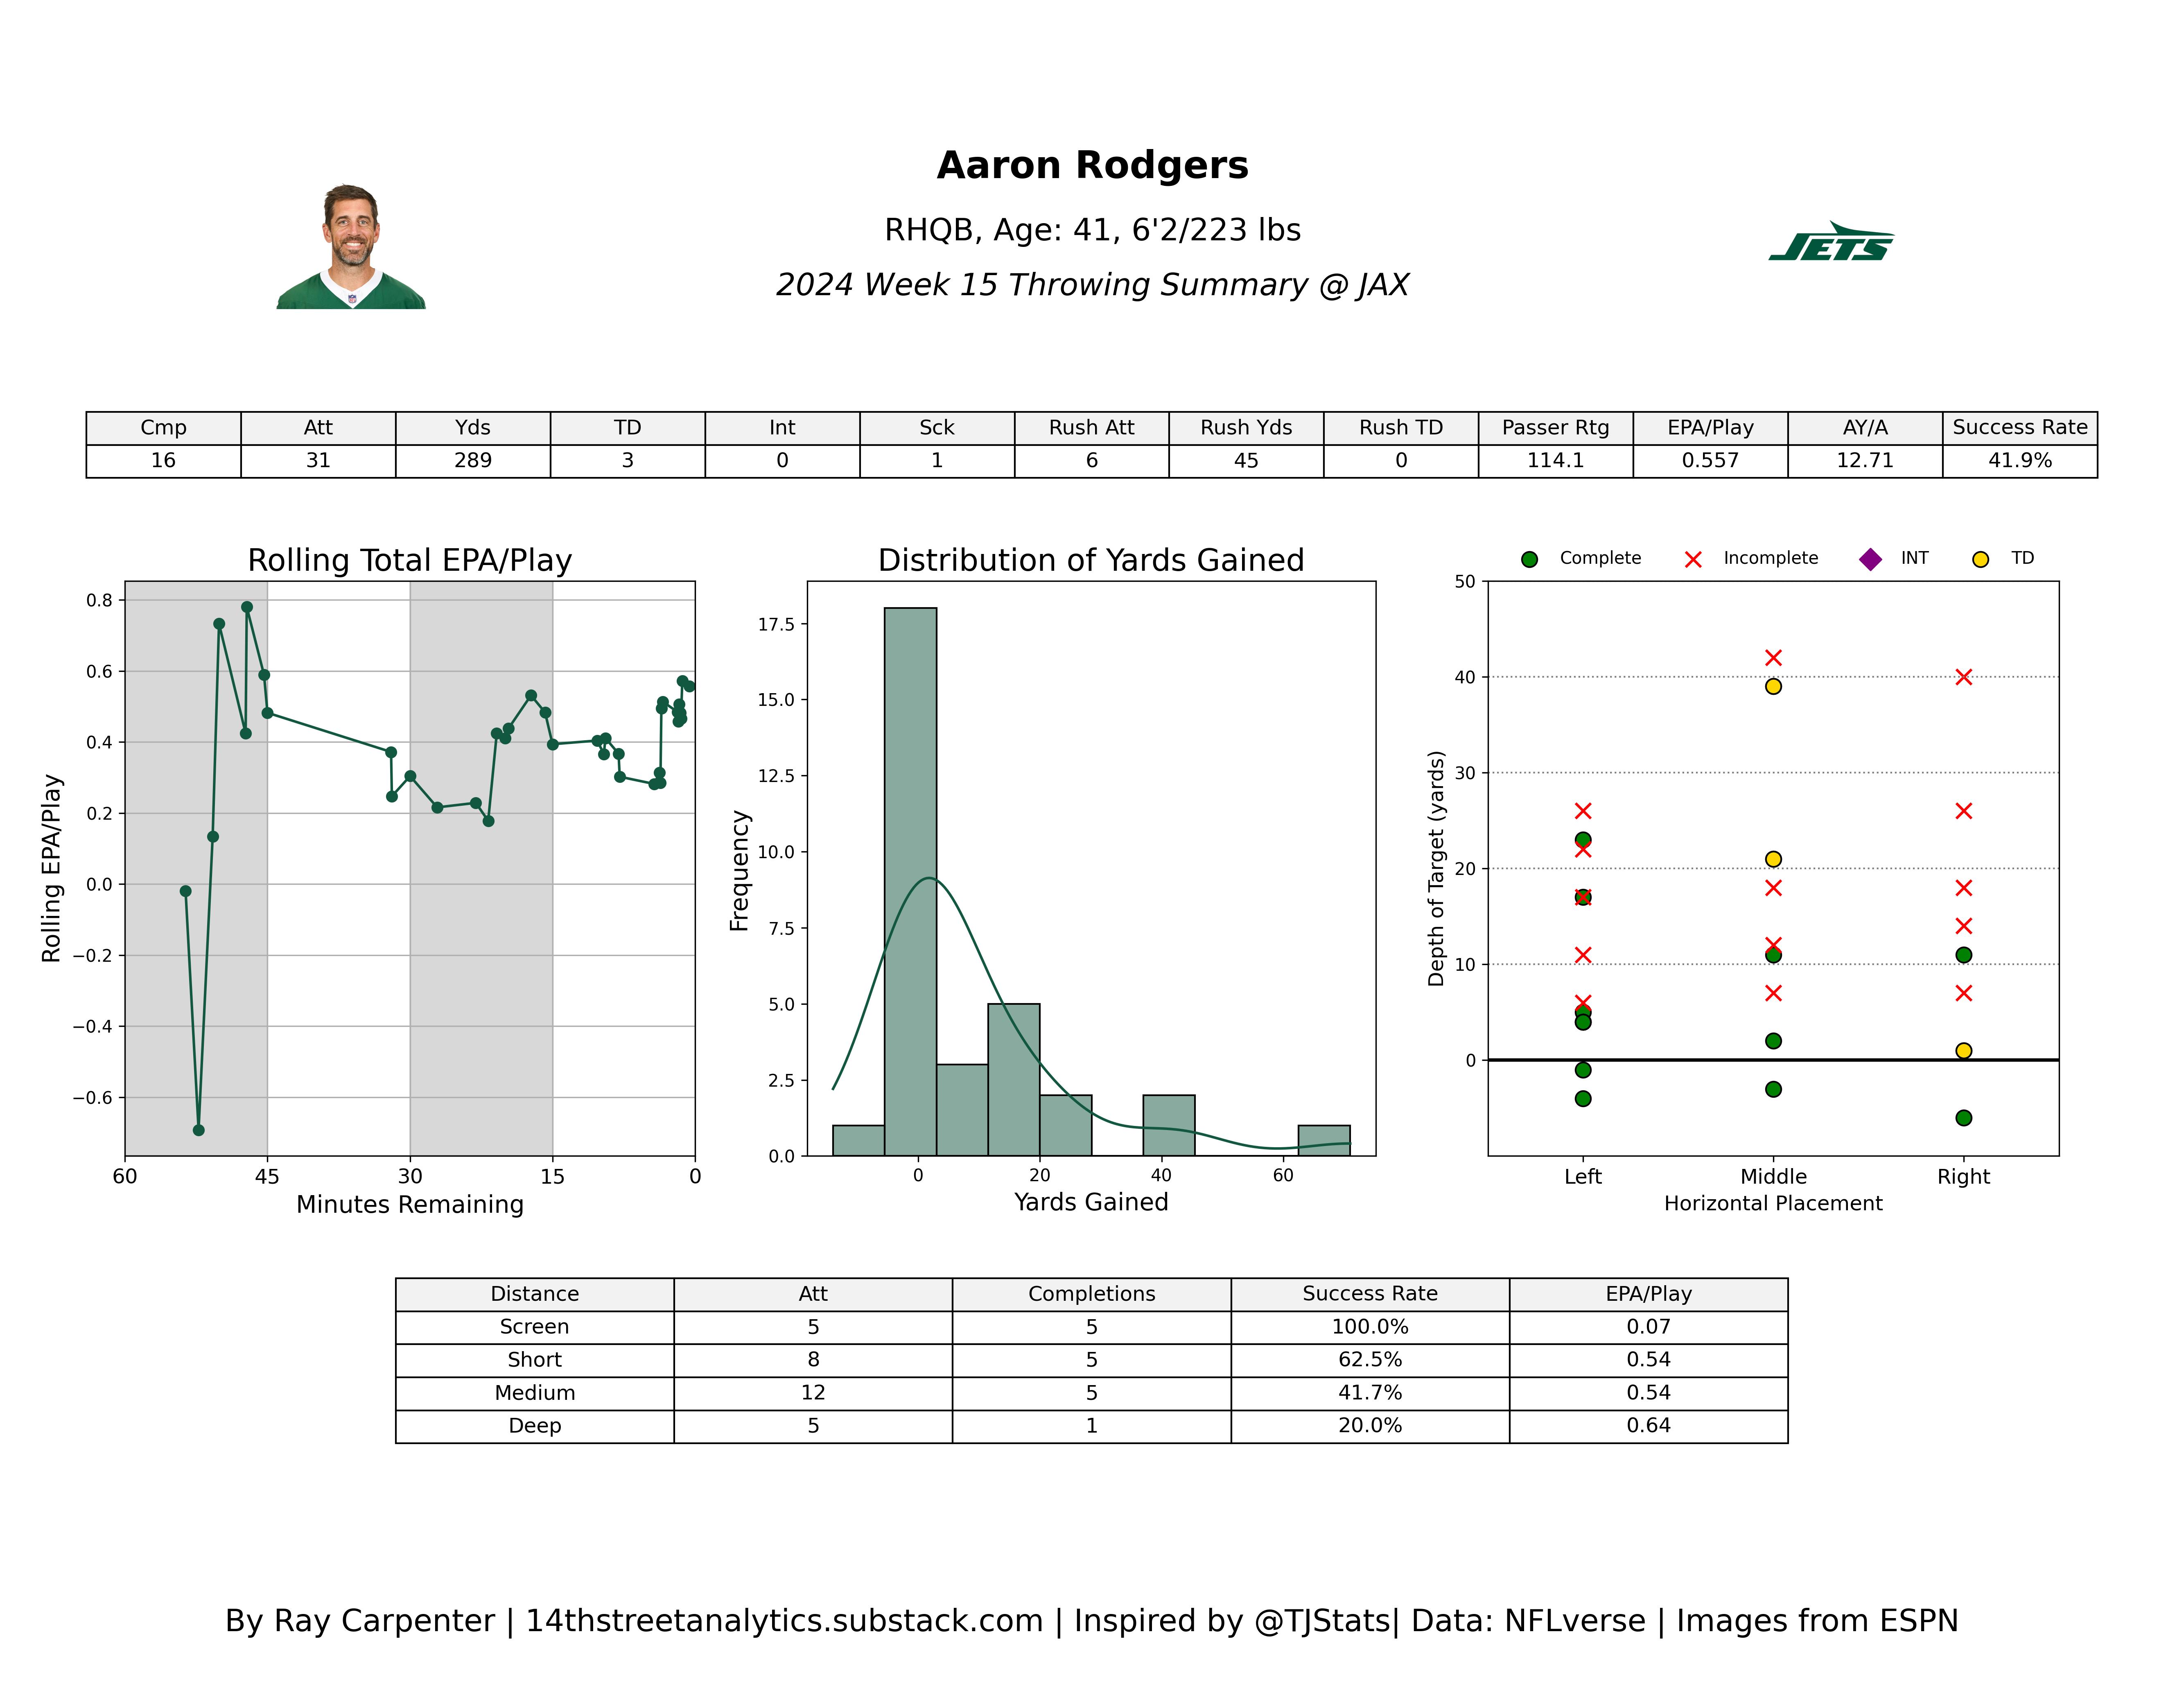 Aaron Rodgers
RHQB, Age: 41, 6'2/223 lbs
2024 Week 15 Throwing Summary @ JAX
JETS
Cmp Att Yds TD Int Sck Rush Att Rush Yds Rush TD Passer Rtg EPA/Play AY/A Success Rate
16 31 289 3 0 1 6 45 0 114.1 0.557 12.71 41.9%
Rolling Total EPA/Play
0.8
0.6
0.4
0.2
0.0
−0.2
−0.4
−0.6
Rolling EPA/Play
60 45 30 15 0
Minutes Remaining
Distribution of Yards Gained
17.5
15.0
12.5
10.0
7.5
5.0
2.5
0.0
Frequency
0 20 40 60
Yards Gained
Complete Incomplete INT TD
50
40
30
20
10
0
Depth of Target (yards)
Left Middle Right
Horizontal Placement
Distance Att Completions Success Rate EPA/Play
Screen 5 5 100.0% 0.07
Short 8 5 62.5% 0.54
Medium 12 5 41.7% 0.54
Deep 5 1 20.0% 0.64
By Ray Carpenter | 14thstreetanalytics.substack.com | Inspired by @TJStats| Data: NFLverse | Images from ESPN